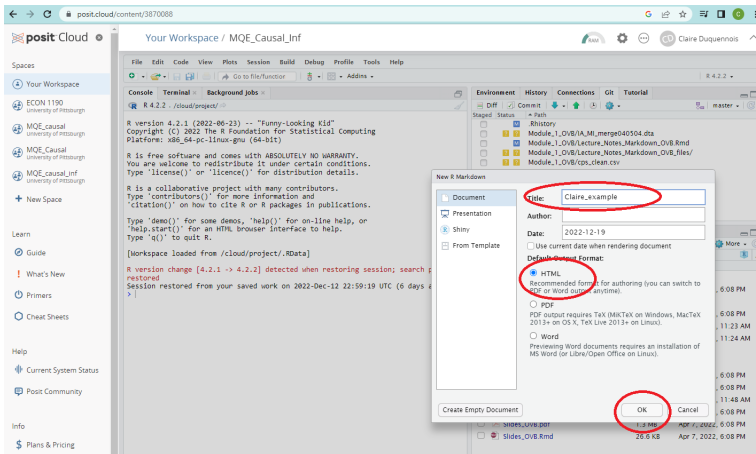 posit.cloud/content/3870088
posit Cloud
Your Workspace / MQE_Causal_Inf
RAM
CD
Claire Duquennois
Spaces
Your Workspace
ECON 1190
University of Pittsburgh
MQE_causal
University of Pittsburgh
MQE_Causal
University of Pittsburgh
MQE_causal_inf
University of Pittsburgh
New Space
Learn
Guide
What's New
Primers
Cheat Sheets
Help
Current System Status
Posit Community
Info
Plans & Pricing
File Edit Code View Plots Session Build Debug Profile Tools Help
Go to file/function
Addins
R 4.2.2
Console Terminal × Background Jobs ×
R 4.2.2 . /cloud/project/
R version 4.2.1 (2022-06-23) -- "Funny-Looking Kid"
Copyright (C) 2022 The R Foundation for Statistical Computing
Platform: x86_64-pc-linux-gnu (64-bit)
R is free software and comes with ABSOLUTELY NO WARRANTY.
You are welcome to redistribute it under certain conditions.
Type 'license()' or 'licence()' for distribution details.
R is a collaborative project with many contributors.
Type 'contributors()' for more information and
'citation()' on how to cite R or R packages in publications.
Type 'demo()' for some demos, 'help()' for on-line help, or
'help.start()' for an HTML browser interface to help.
Type 'q()' to quit R.
[Workspace loaded from /cloud/project/.RData]
R version change [4.2.1 -> 4.2.2] detected when restoring session; search p
restored
Session restored from your saved work on 2022-Dec-12 22:59:19 UTC (6 days a
>
Environment History Connections Git Tutorial
Diff Commit
master
Staged Status Path
M .Rhistory
Module_1_OVB/IA_MI_merge040504.dta
M Module_1_OVB/Lecture_Notes_Markdown_OVB.Rmd
Module_1_OVB/Lecture_Notes_Markdown_OVB_files/
Module_1_OVB/cps_clean.csv
New R Markdown
Document
Presentation
Shiny
From Template
Title: Claire_example
Author:
Date: 2022-12-19
Use current date when rendering document
Default Output Format:
HTML
Recommended format for authoring (you can switch to
PDF or Word output anytime).
PDF
PDF output requires TeX (MiKTeX on Windows, MacTeX
2013+ on OS X, TeX Live 2013+ on Linux).
Word
Previewing Word documents requires an installation of
MS Word (or Libre/Open Office on Linux).
Create Empty Document
OK
Cancel
More
, 6:08 PM
, 6:08 PM
, 11:23 AM
, 11:24 AM
, 6:08 PM
, 6:08 PM
, 11:48 AM
, 6:08 PM
Slides_OVB.pdf 1.3 MB Apr 7, 2022, 6:08 PM
Slides_OVB.Rmd 26.6 KB Apr 7, 2022, 6:08 PM